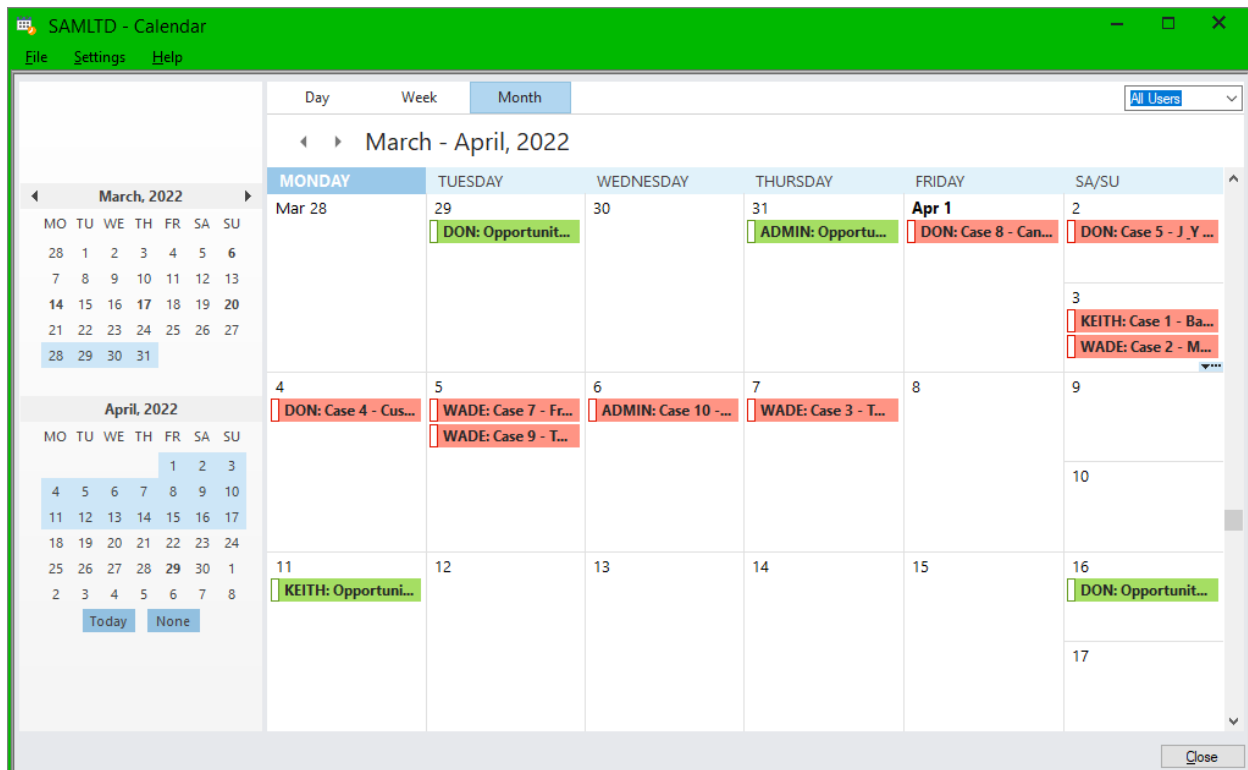 SAMLTD - Calendar
File Settings Help
Day Week Month
All Users
March - April, 2022
March, 2022
MO TU WE TH FR SA SU
28 1 2 3 4 5 6
7 8 9 10 11 12 13
14 15 16 17 18 19 20
21 22 23 24 25 26 27
28 29 30 31
April, 2022
MO TU WE TH FR SA SU
1 2 3
4 5 6 7 8 9 10
11 12 13 14 15 16 17
18 19 20 21 22 23 24
25 26 27 28 29 30 1
2 3 4 5 6 7 8
Today None
MONDAY TUESDAY WEDNESDAY THURSDAY FRIDAY SA/SU
Mar 28 29 30 31 Apr 1 2
DON: Opportunit... ADMIN: Opportu... DON: Case 8 - Can... DON: Case 5 - J_Y ...
3
KEITH: Case 1 - Ba...
WADE: Case 2 - M...
4 5 6 7 8 9
DON: Case 4 - Cus... WADE: Case 7 - Fr... ADMIN: Case 10 -... WADE: Case 3 - T...
WADE: Case 9 - T...
10
11 12 13 14 15 16
KEITH: Opportuni... DON: Opportunit...
17
Close